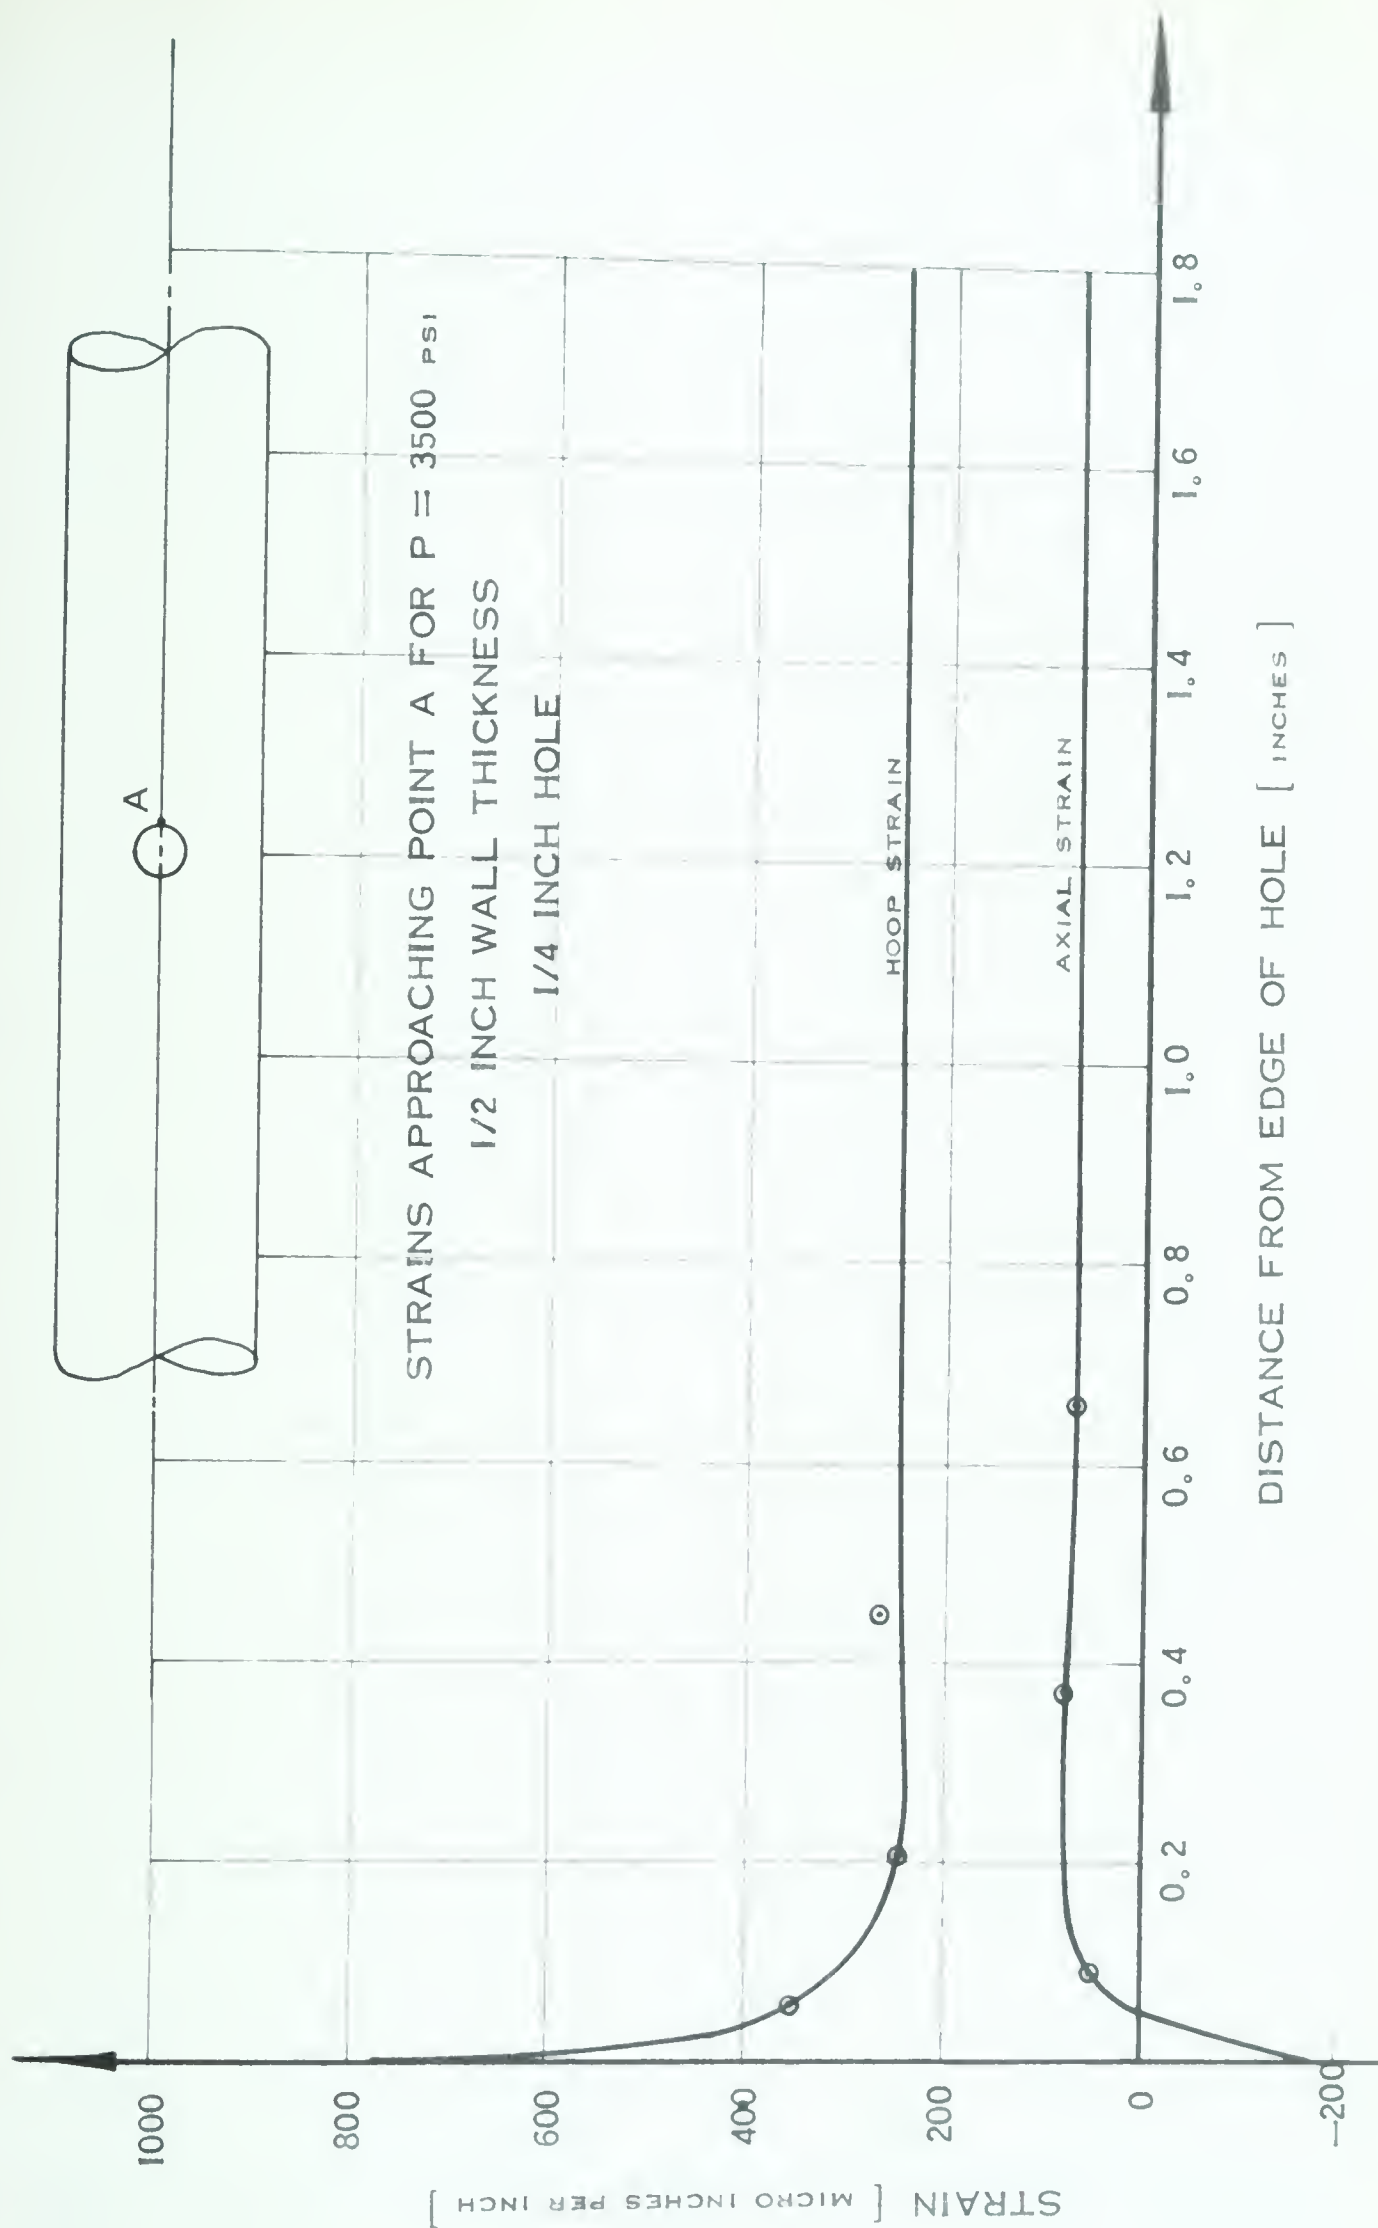 A
STRAINS APPROACHING POINT A FOR P = 3500 PSI
1/2 INCH WALL THICKNESS
1/4 INCH HOLE
STRAIN [ MICRO INCHES PER INCH ]
1000
800
600
400
200
0
-200
HOOP STRAIN
AXIAL STRAIN
0.2 0.4 0.6 0.8 1.0 1.2 1.4 1.6 1.8
DISTANCE FROM EDGE OF HOLE [ INCHES ]